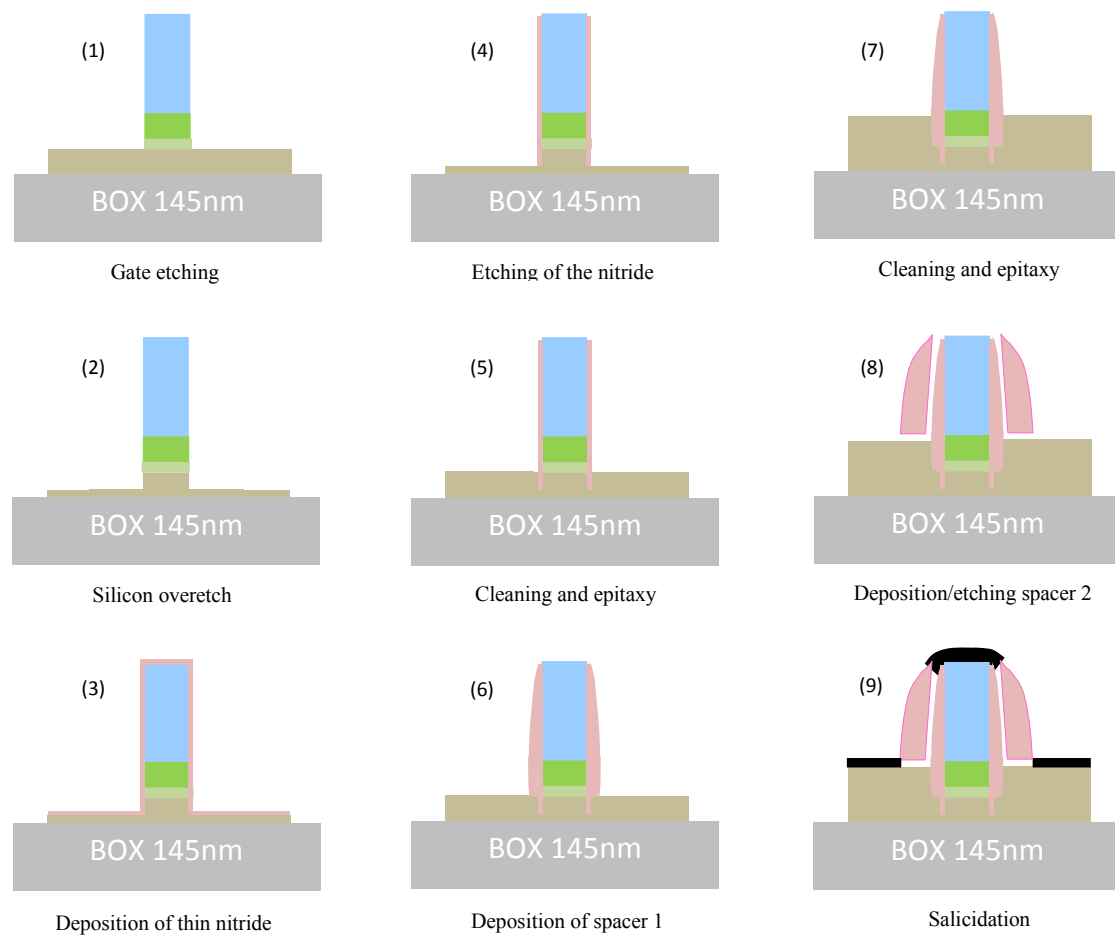 (1)
BOX 145nm
Gate etching
(2)
BOX 145nm
Silicon overetch
(3)
BOX 145nm
Deposition of thin nitride
(4)
BOX 145nm
Etching of the nitride
(5)
BOX 145nm
Cleaning and epitaxy
(6)
BOX 145nm
Deposition of spacer 1
(7)
BOX 145nm
Cleaning and epitaxy
(8)
BOX 145nm
Deposition/etching spacer 2
(9)
BOX 145nm
Salicidation